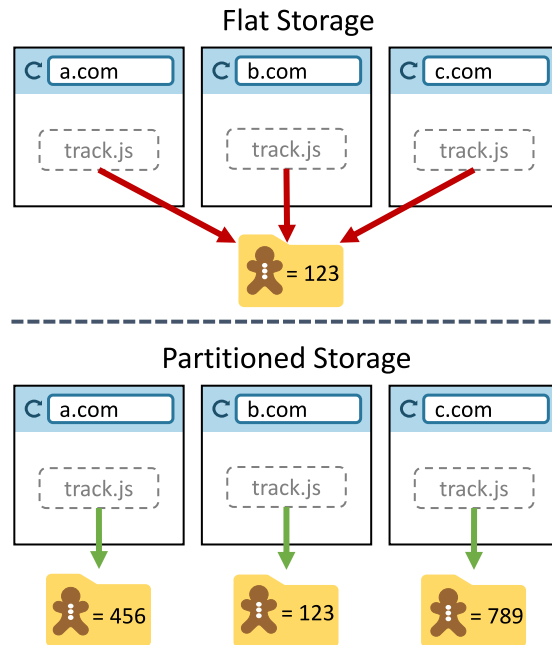 Flat Storage
a.com
b.com
c.com
track.js
track.js
track.js
= 123
Partitioned Storage
a.com
b.com
c.com
track.js
track.js
track.js
= 456
= 123
= 789